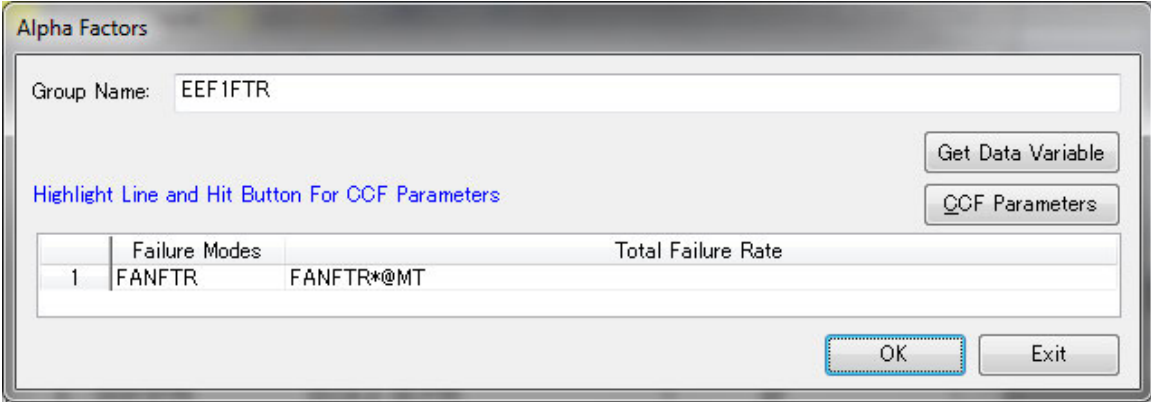 Alpha Factors
Group Name: EEF1FTR
Get Data Variable
Highlight Line and Hit Button For CCF Parameters
CCF Parameters
Failure Modes Total Failure Rate
1 FANFTR FANFTR*@MT
OK Exit